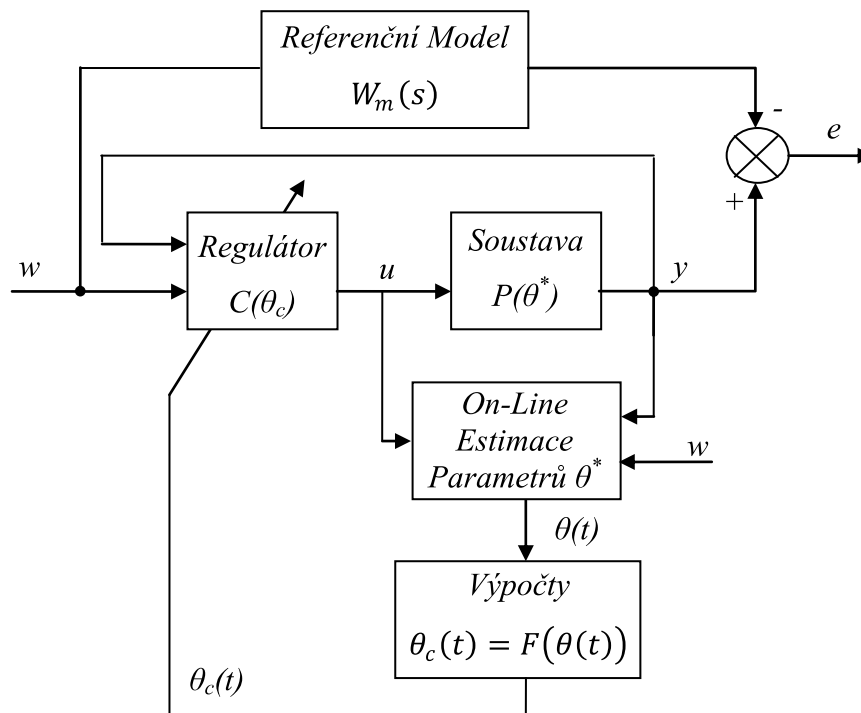 Referenční Model
W_m(s)
-
e
+
Regulátor
C(θ_c)
Soustava
P(θ^*)
w
u
y
On-Line
Estimace
Parametrů θ^*
w
θ(t)
Výpočty
θ_c(t) = F(θ(t))
θ_c(t)